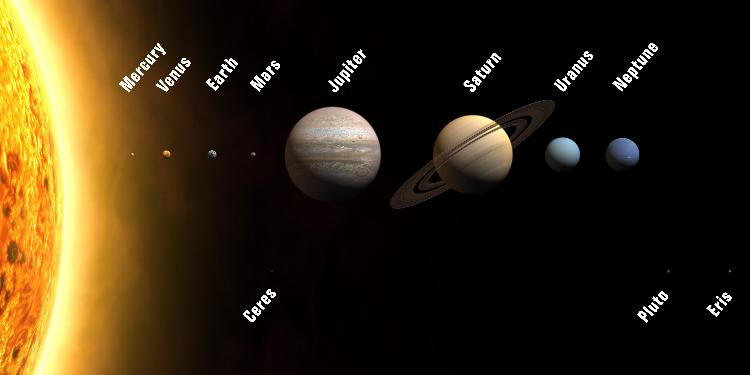 Mercury
Venus
Earth
Mars
Jupiter
Saturn
Uranus
Neptune
Ceres
Pluto
Eris